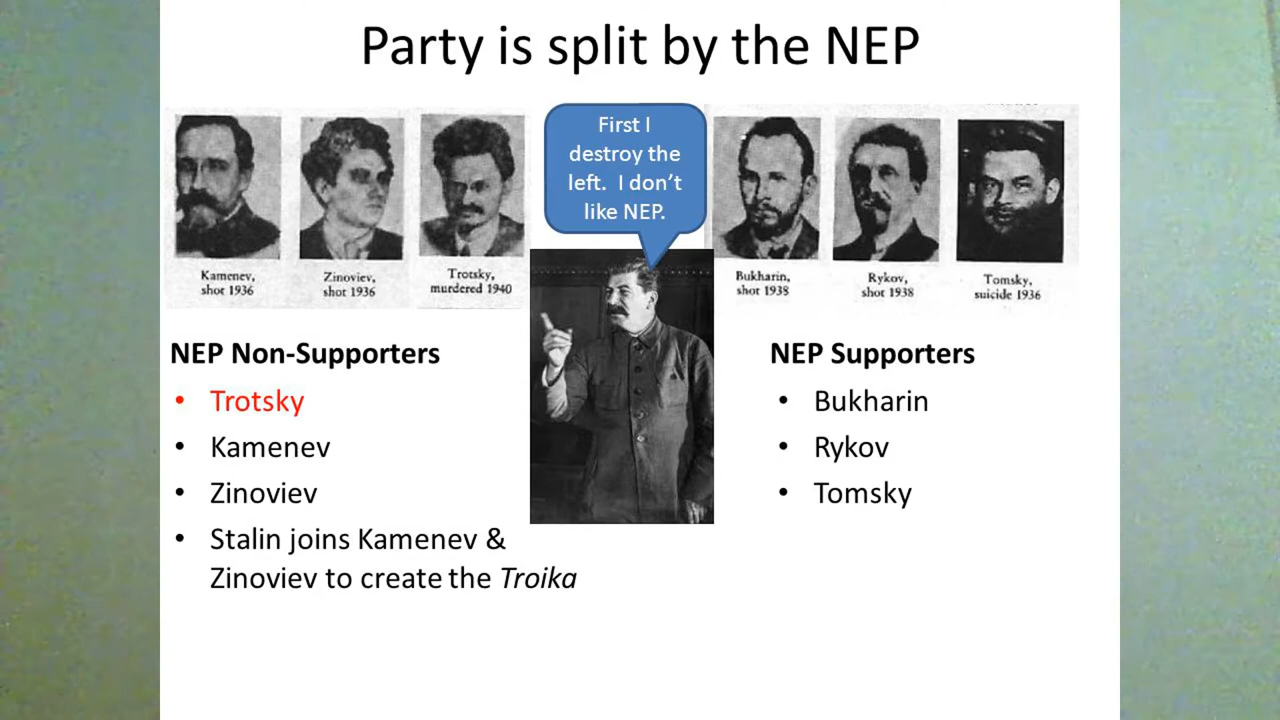 Party is split by the NEP
Kamenev,
shot 1936
Zinoviev,
shot 1936
Trotsky,
murdered 1940
First I
destroy the
left.  I don’t
like NEP.
Bukharin,
shot 1938
Rykov,
shot 1938
Tomsky,
suicide 1936
NEP Non-Supporters
• Trotsky
• Kamenev
• Zinoviev
• Stalin joins Kamenev &
Zinoviev to create the Troika
NEP Supporters
• Bukharin
• Rykov
• Tomsky